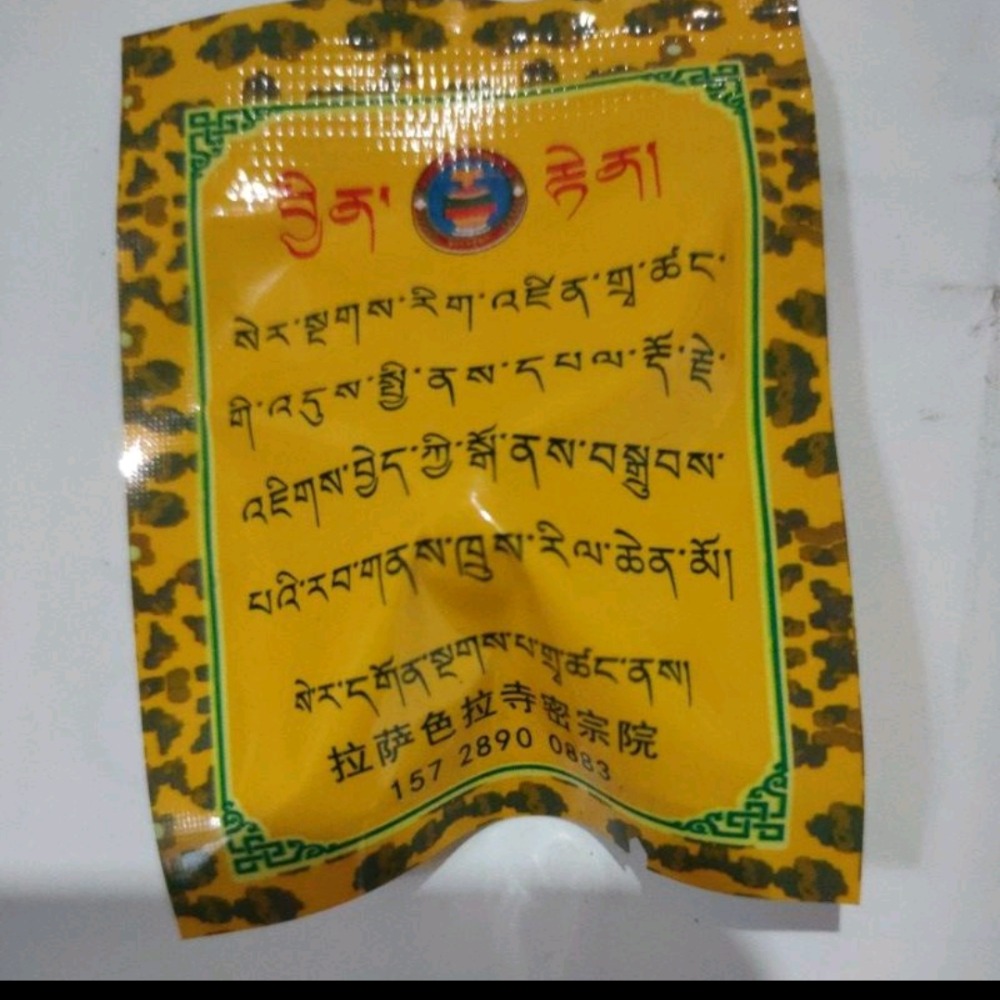 བྱིན་ རྟེན།
སེར་སྔགས་རིག་འཛིན་གྲྭ་ཚང་
གི་འདུས་སྤྱི་ནས་དཔལ་རྡོ་རྗེ་
འཇིགས་བྱེད་ཀྱི་སྒོ་ནས་བསྒྲུབས་
པའི་རབ་གནས་ཁྲུས་རིལ་ཆེན་མོ།
སེར་དགོན་སྔགས་པ་གྲྭ་ཚང་ནས།
拉萨色拉寺密宗院
157 2890 0883